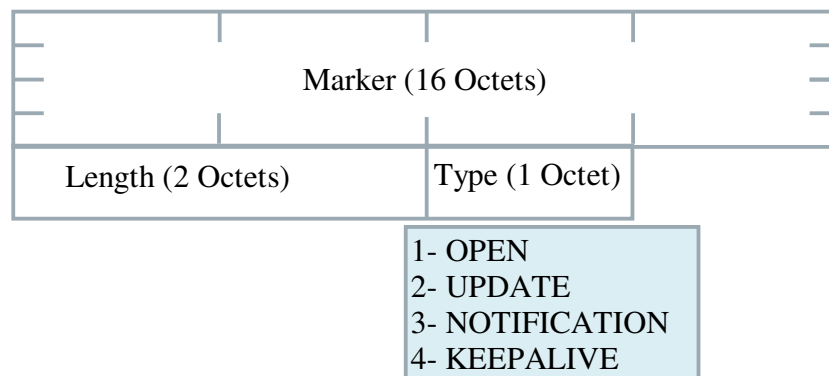 Marker (16 Octets)
Length (2 Octets)
Type (1 Octet)
1- OPEN
2- UPDATE
3- NOTIFICATION
4- KEEPALIVE